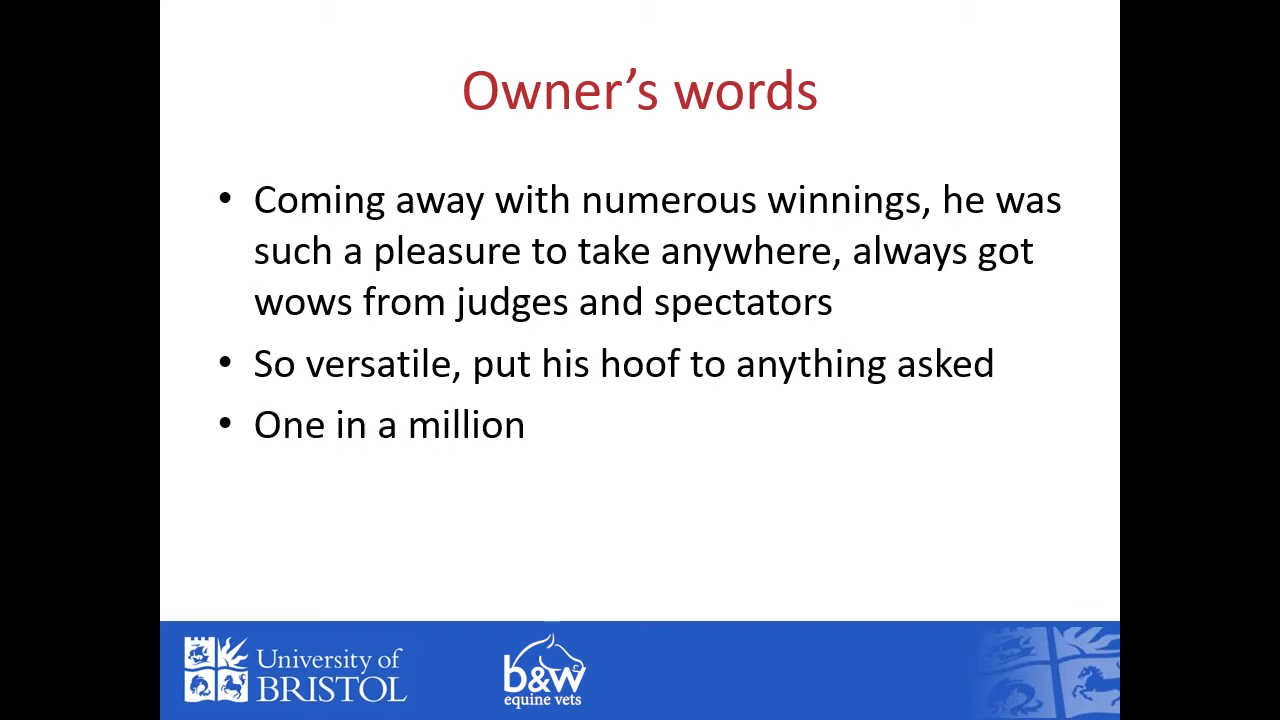 Owner’s words
• Coming away with numerous winnings, he was
such a pleasure to take anywhere, always got
wows from judges and spectators
• So versatile, put his hoof to anything asked
• One in a million
University of
BRISTOL
b&w
equine vets